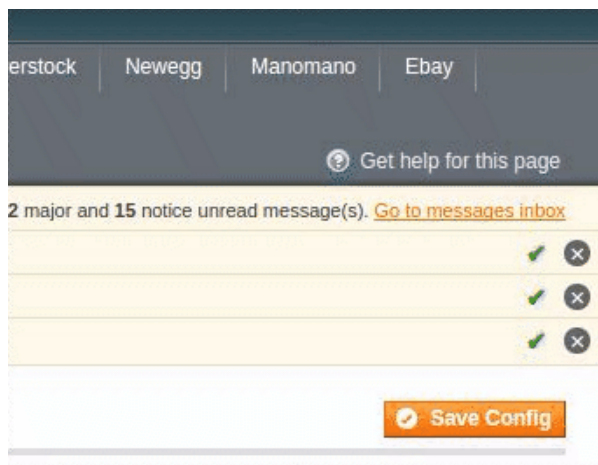 erstock Newegg Manomano Ebay
Get help for this page
2 major and 15 notice unread message(s). Go to messages inbox
Save Config